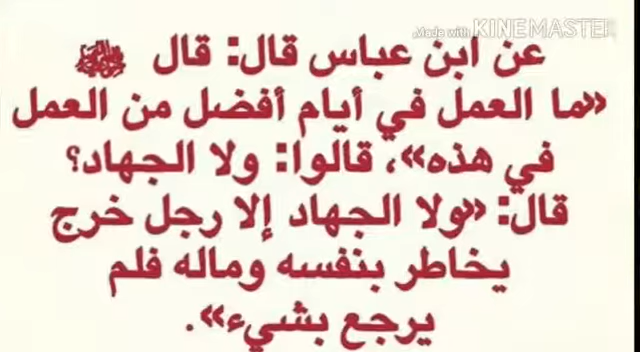 Made with KINEMASTER
عن ابن عباس قال: قال ﷺ
«ما العمل في أيام أفضل من العمل
في هذه»، قالوا: ولا الجهاد؟
قال: «ولا الجهاد إلا رجل خرج
يخاطر بنفسه وماله فلم
يرجع بشيء».